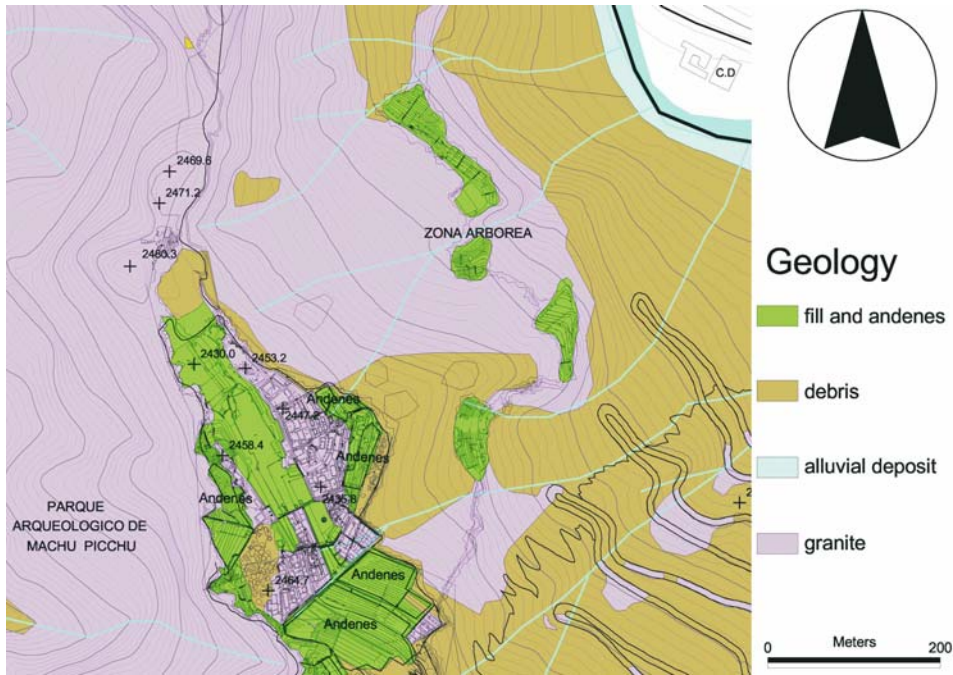 C.D
2469.6
2471.2
ZONA ARBOREA
2460.3
Geology
fill and andenes
2430.0
2453.2
debris
Andenes
2447.2
2458.4
Andenes
alluvial deposit
Andenes
2435.8
2
PARQUE
ARQUEOLOGICO DE
MACHU PICCHU
granite
Andenes
2464.7
Andenes
Meters
0 200